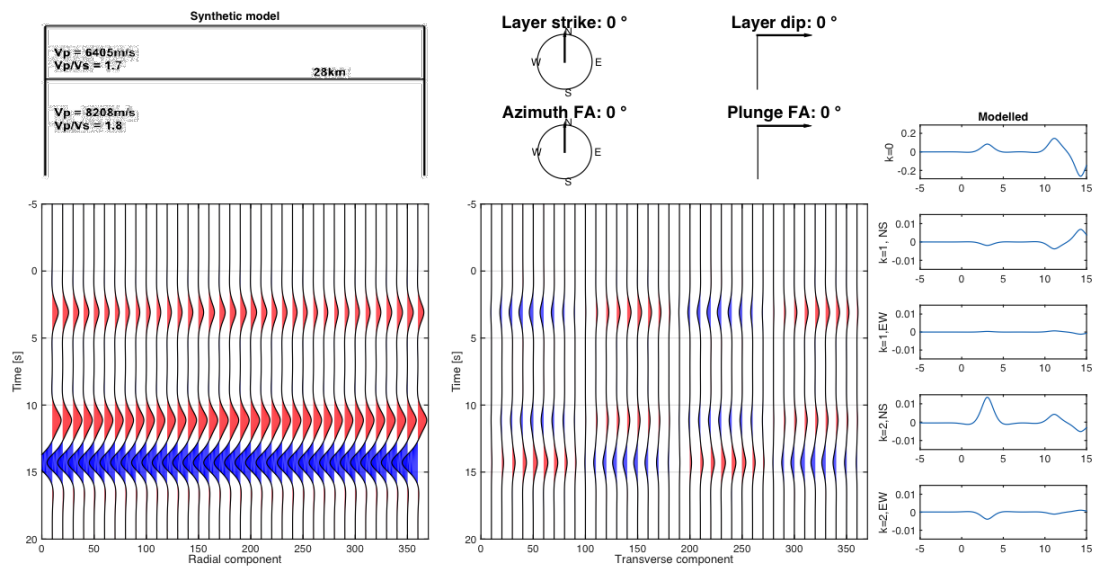 Synthetic model
Vp = 6405m/s
Vp/Vs = 1.7
28km
Vp = 8208m/s
Vp/Vs = 1.8
Layer strike: 0 °
N
W
E
S
Layer dip: 0 °
Azimuth FA: 0 °
N
W
E
S
Plunge FA: 0 °
-5
0
5
10
15
20
Time [s]
0
50
100
150
200
250
300
350
Radial component
-5
0
5
10
15
20
Time [s]
0
50
100
150
200
250
300
350
Transverse component
Modelled
k=0
0.2
0
-0.2
-5
0
5
10
15
k=1, NS
0.01
0
-0.01
-5
0
5
10
15
k=1,EW
0.01
0
-0.01
-5
0
5
10
15
k=2,NS
0.01
0
-0.01
-5
0
5
10
15
k=2,EW
0.01
0
-0.01
-5
0
5
10
15